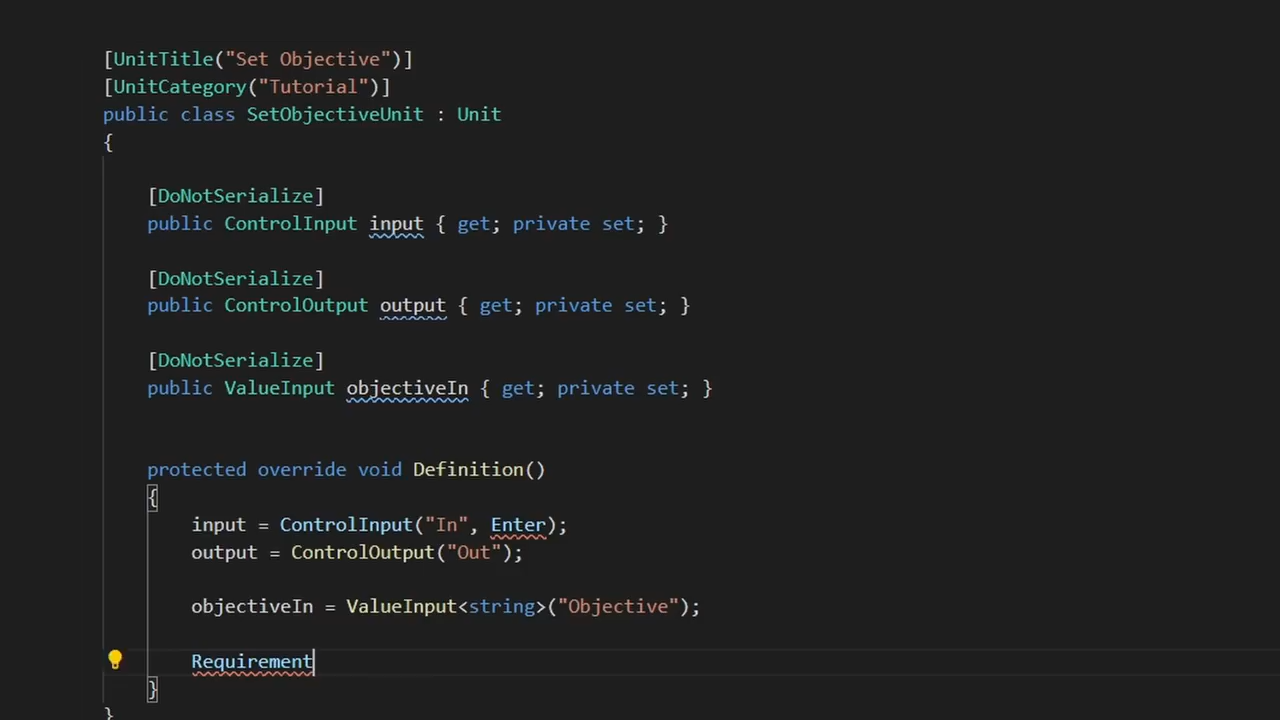 [UnitTitle("Set Objective")]
[UnitCategory("Tutorial")]
public class SetObjectiveUnit : Unit
{
[DoNotSerialize]
public ControlInput input { get; private set; }
[DoNotSerialize]
public ControlOutput output { get; private set; }
[DoNotSerialize]
public ValueInput objectiveIn { get; private set; }
protected override void Definition()
{
input = ControlInput("In", Enter);
output = ControlOutput("Out");
objectiveIn = ValueInput<string>("Objective");
Requirement
}
}